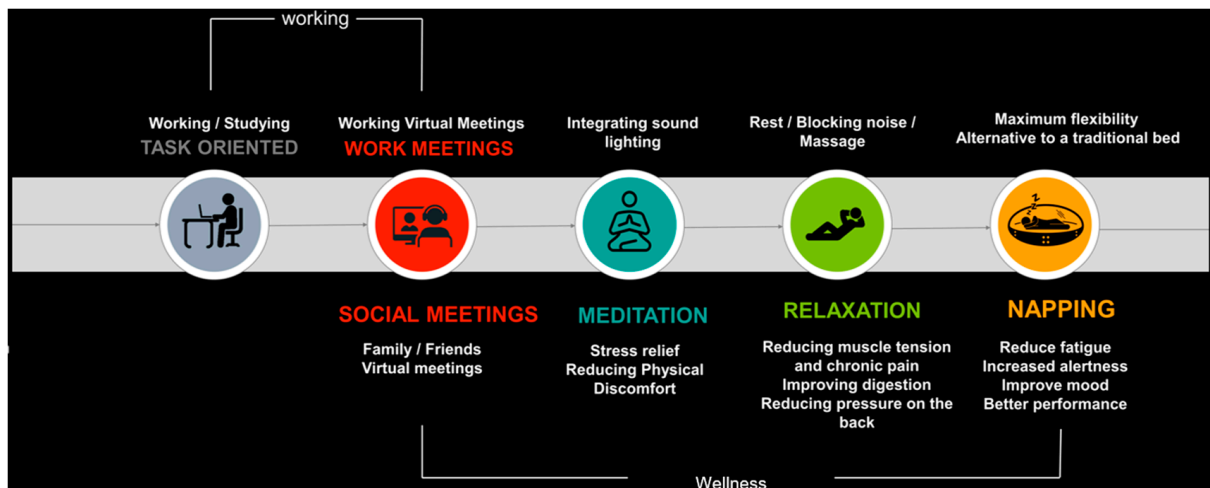 working
Working / Studying
TASK ORIENTED
Working Virtual Meetings
WORK MEETINGS
Integrating sound
lighting
Rest / Blocking noise /
Massage
Maximum flexibility
Alternative to a traditional bed
SOCIAL MEETINGS
Family / Friends
Virtual meetings
MEDITATION
Stress relief
Reducing Physical
Discomfort
RELAXATION
Reducing muscle tension
and chronic pain
Improving digestion
Reducing pressure on the
back
NAPPING
Reduce fatigue
Increased alertness
Improve mood
Better performance
Wellness